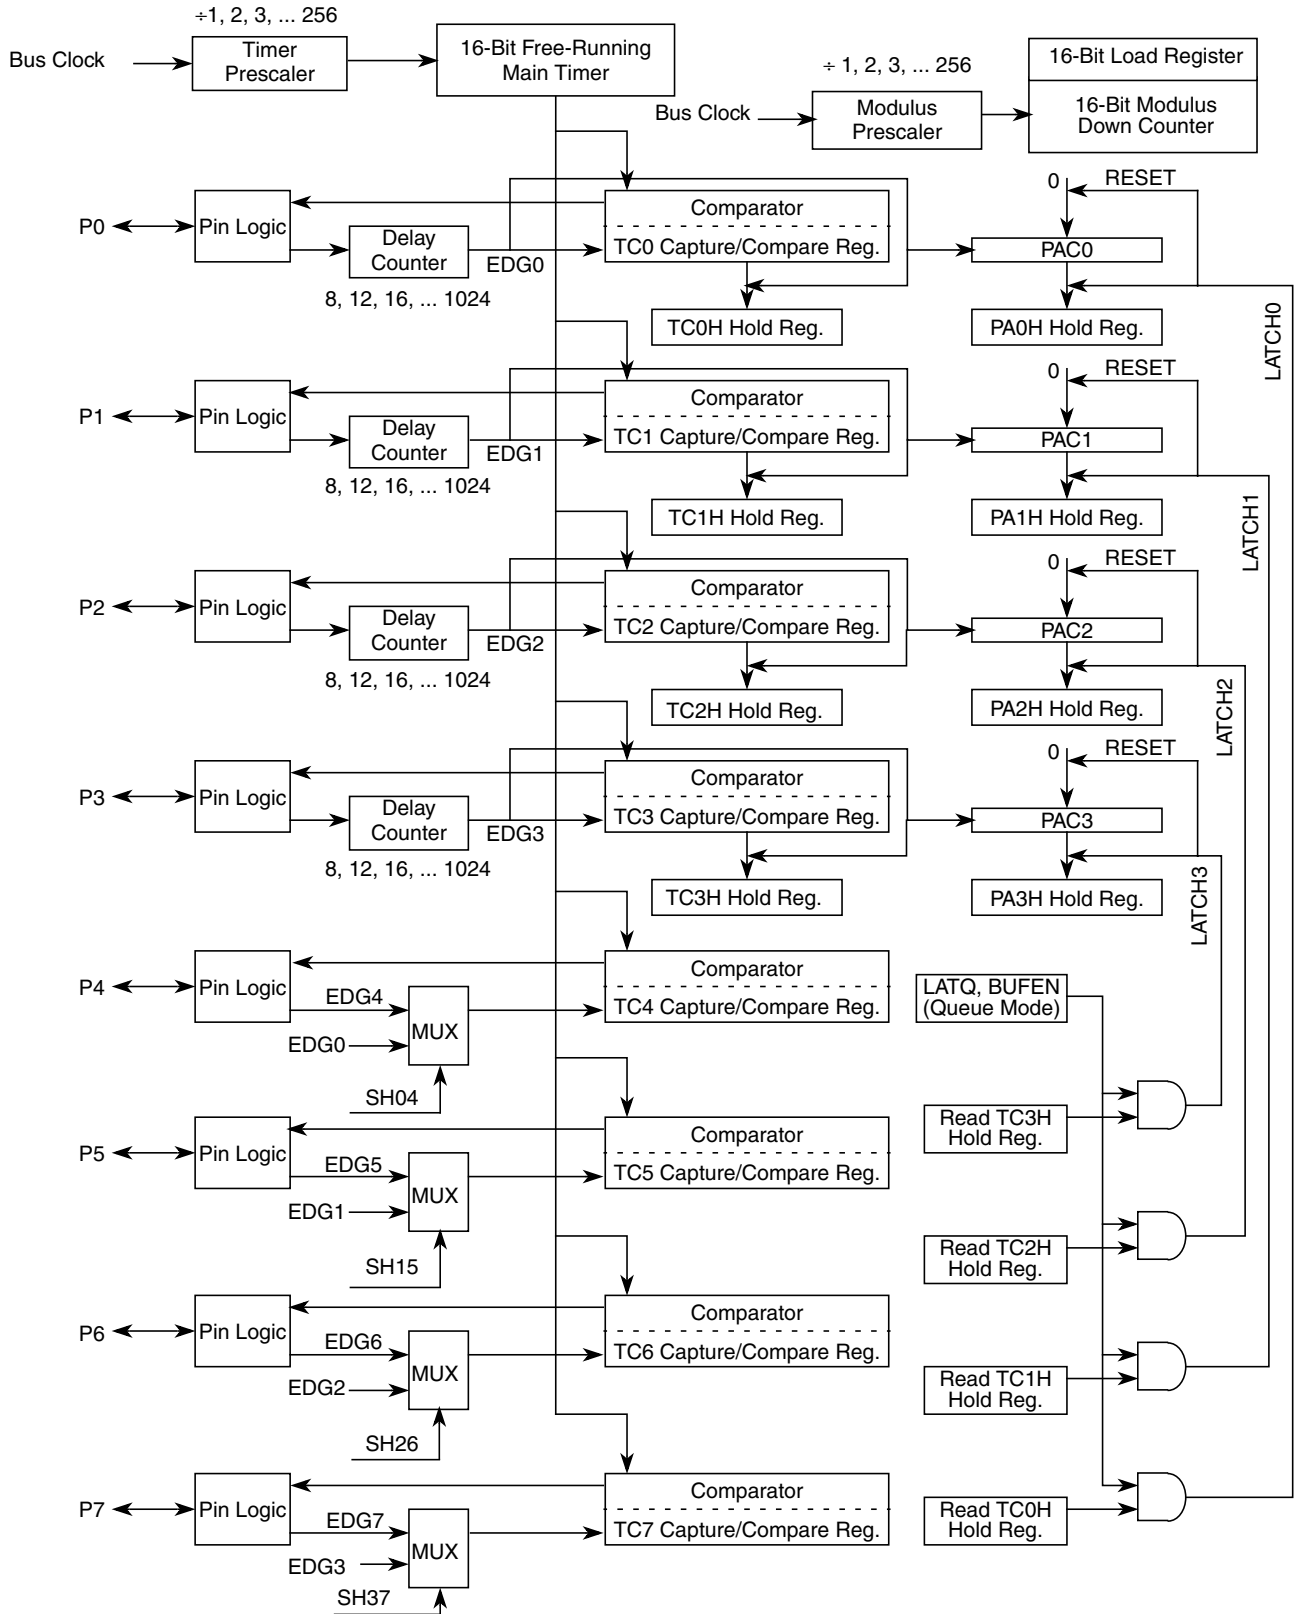 ÷1, 2, 3, ... 256
Bus Clock
Timer
Prescaler
16-Bit Free-Running
Main Timer
÷ 1, 2, 3, ... 256
Bus Clock
Modulus
Prescaler
16-Bit Load Register
16-Bit Modulus
Down Counter
P0
Pin Logic
Delay
Counter
8, 12, 16, ... 1024
EDG0
Comparator
TC0 Capture/Compare Reg.
TC0H Hold Reg.
0
RESET
PAC0
PA0H Hold Reg.
LATCH0
P1
Pin Logic
Delay
Counter
8, 12, 16, ... 1024
EDG1
Comparator
TC1 Capture/Compare Reg.
TC1H Hold Reg.
0
RESET
PAC1
PA1H Hold Reg.
LATCH1
P2
Pin Logic
Delay
Counter
8, 12, 16, ... 1024
EDG2
Comparator
TC2 Capture/Compare Reg.
TC2H Hold Reg.
0
RESET
PAC2
PA2H Hold Reg.
LATCH2
P3
Pin Logic
Delay
Counter
8, 12, 16, ... 1024
EDG3
Comparator
TC3 Capture/Compare Reg.
TC3H Hold Reg.
0
RESET
PAC3
PA3H Hold Reg.
LATCH3
P4
Pin Logic
EDG4
EDG0
MUX
SH04
Comparator
TC4 Capture/Compare Reg.
LATQ, BUFEN
(Queue Mode)
Read TC3H
Hold Reg.
P5
Pin Logic
EDG5
EDG1
MUX
SH15
Comparator
TC5 Capture/Compare Reg.
Read TC2H
Hold Reg.
P6
Pin Logic
EDG6
EDG2
MUX
SH26
Comparator
TC6 Capture/Compare Reg.
Read TC1H
Hold Reg.
P7
Pin Logic
EDG7
EDG3
MUX
SH37
Comparator
TC7 Capture/Compare Reg.
Read TC0H
Hold Reg.